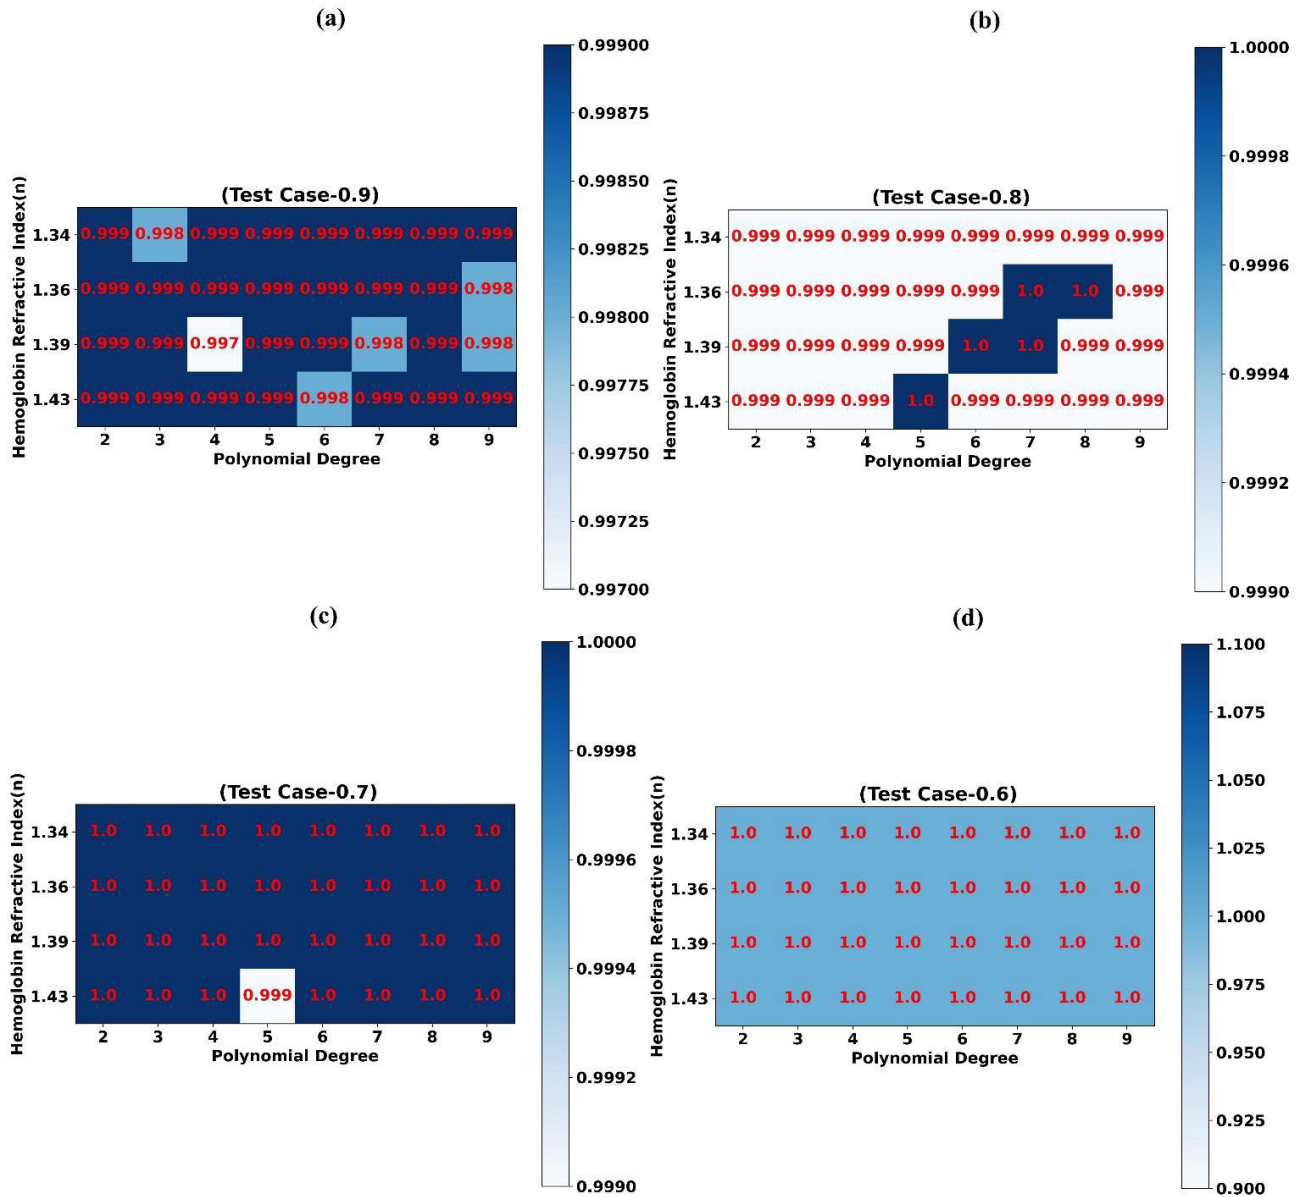 (a)
(Test Case-0.9)
Hemoglobin Refractive Index(n)
1.34 0.999 0.998 0.999 0.999 0.999 0.999 0.999 0.999
1.36 0.999 0.999 0.999 0.999 0.999 0.999 0.999 0.998
1.39 0.999 0.999 0.997 0.999 0.999 0.998 0.999 0.998
1.43 0.999 0.999 0.999 0.999 0.998 0.999 0.999 0.999
2 3 4 5 6 7 8 9
Polynomial Degree
0.99900
0.99875
0.99850
0.99825
0.99800
0.99775
0.99750
0.99725
0.99700
(b)
(Test Case-0.8)
Hemoglobin Refractive Index(n)
1.34 0.999 0.999 0.999 0.999 0.999 0.999 0.999 0.999
1.36 0.999 0.999 0.999 0.999 0.999 1.0 1.0 0.999
1.39 0.999 0.999 0.999 0.999 1.0 1.0 0.999 0.999
1.43 0.999 0.999 0.999 1.0 0.999 0.999 0.999 0.999
2 3 4 5 6 7 8 9
Polynomial Degree
1.0000
0.9998
0.9996
0.9994
0.9992
0.9990
(c)
(Test Case-0.7)
Hemoglobin Refractive Index(n)
1.34 1.0 1.0 1.0 1.0 1.0 1.0 1.0 1.0
1.36 1.0 1.0 1.0 1.0 1.0 1.0 1.0 1.0
1.39 1.0 1.0 1.0 1.0 1.0 1.0 1.0 1.0
1.43 1.0 1.0 1.0 0.999 1.0 1.0 1.0 1.0
2 3 4 5 6 7 8 9
Polynomial Degree
1.0000
0.9998
0.9996
0.9994
0.9992
0.9990
(d)
(Test Case-0.6)
Hemoglobin Refractive Index(n)
1.34 1.0 1.0 1.0 1.0 1.0 1.0 1.0 1.0
1.36 1.0 1.0 1.0 1.0 1.0 1.0 1.0 1.0
1.39 1.0 1.0 1.0 1.0 1.0 1.0 1.0 1.0
1.43 1.0 1.0 1.0 1.0 1.0 1.0 1.0 1.0
2 3 4 5 6 7 8 9
Polynomial Degree
1.100
1.075
1.050
1.025
1.000
0.975
0.950
0.925
0.900